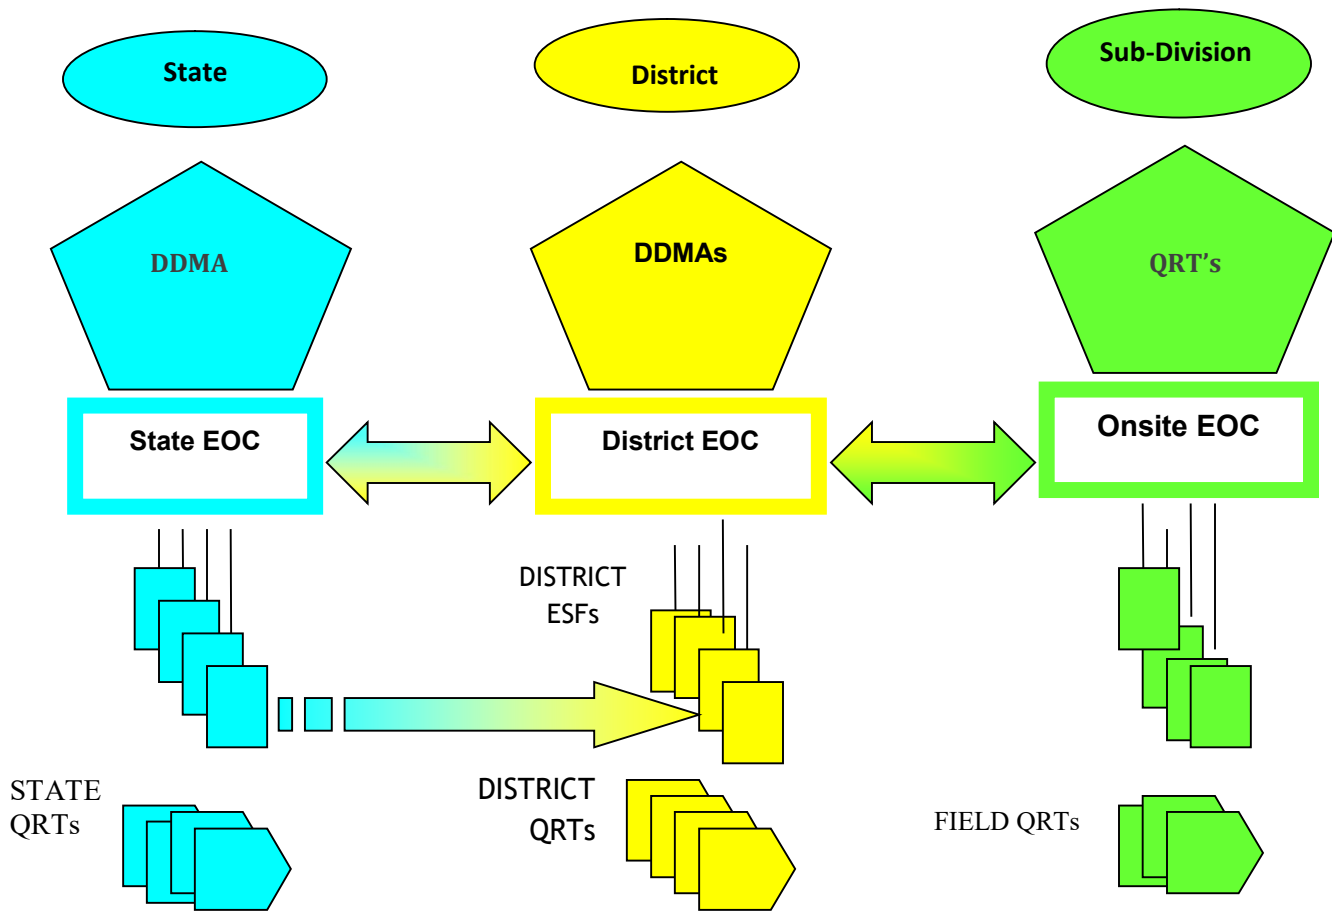 State
District
Sub-Division
DDMA
DDMAs
QRT’s
State EOC
District EOC
Onsite EOC
DISTRICT
ESFs
STATE
QRTs
DISTRICT
QRTs
FIELD QRTs